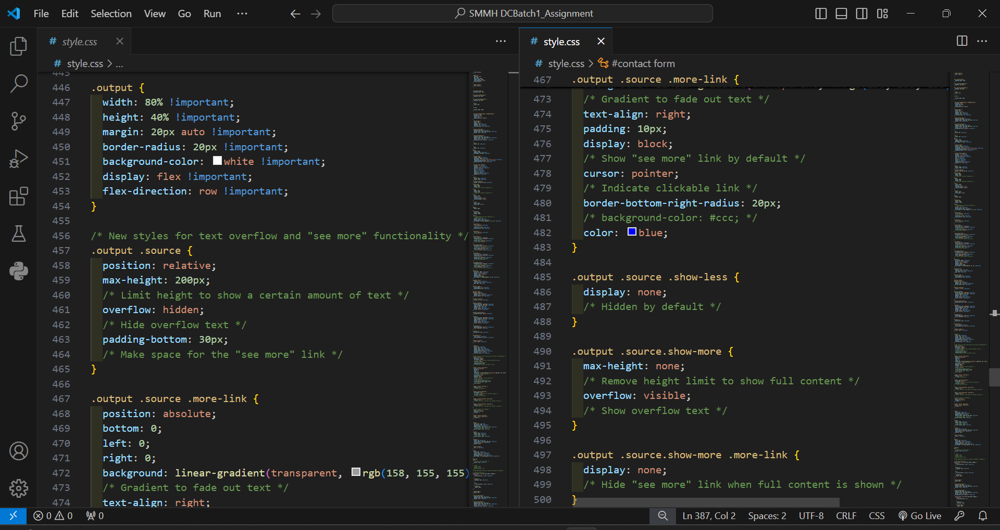 File Edit Selection View Go Run ···
SMMH DCBatch1_Assignment
# style.css
# style.css > ...
445
446 .output {
447 width: 80% !important;
448 height: 40% !important;
449 margin: 20px auto !important;
450 border-radius: 20px !important;
451 background-color: white !important;
452 display: flex !important;
453 flex-direction: row !important;
454 }
455
456 /* New styles for text overflow and "see more" functionality */
457 .output .source {
458 position: relative;
459 max-height: 200px;
460 /* Limit height to show a certain amount of text */
461 overflow: hidden;
462 /* Hide overflow text */
463 padding-bottom: 30px;
464 /* Make space for the "see more" link */
465 }
466
467 .output .source .more-link {
468 position: absolute;
469 bottom: 0;
470 left: 0;
471 right: 0;
472 background: linear-gradient(transparent, rgb(158, 155, 155)
473 /* Gradient to fade out text */
474 text-align: right;
# style.css
# style.css > #contact form
467 .output .source .more-link {
473 /* Gradient to fade out text */
474 text-align: right;
475 padding: 10px;
476 display: block;
477 /* Show "see more" link by default */
478 cursor: pointer;
479 /* Indicate clickable link */
480 border-bottom-right-radius: 20px;
481 /* background-color: #ccc; */
482 color: blue;
483 }
484
485 .output .source .show-less {
486 display: none;
487 /* Hidden by default */
488 }
489
490 .output .source.show-more {
491 max-height: none;
492 /* Remove height limit to show full content */
493 overflow: visible;
494 /* Show overflow text */
495 }
496
497 .output .source.show-more .more-link {
498 display: none;
499 /* Hide "see more" link when full content is shown */
500 }
0 0 0
Ln 387, Col 2 Spaces: 2 UTF-8 CRLF CSS Go Live